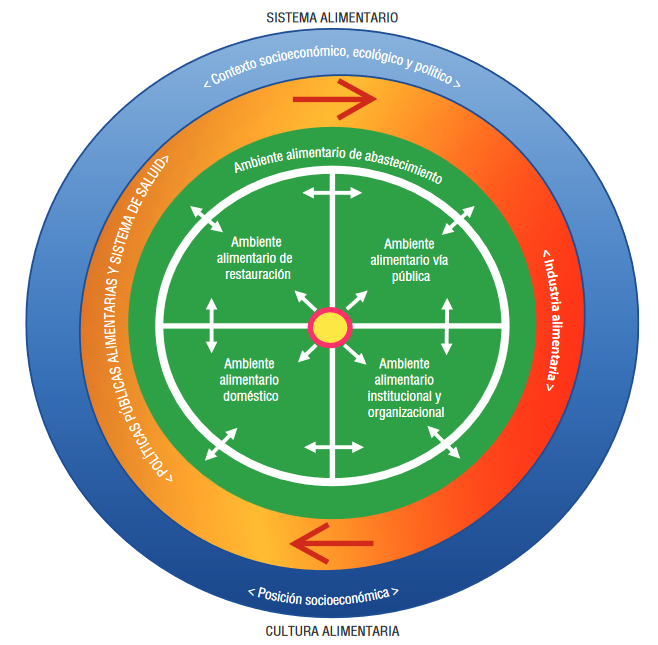 SISTEMA ALIMENTARIO
< Contexto socioeconómico, ecológico y político >
Ambiente alimentario de abastecimiento
< POLÍTICAS PÚBLICAS ALIMENTARIAS Y SISTEMA DE SALUD>
Ambiente
alimentario de
restauración
Ambiente
alimentario vía
pública
< Industria alimentaria >
Ambiente
alimentario
doméstico
Ambiente
alimentario
institucional y
organizacional
< Posición socioeconómica >
CULTURA ALIMENTARIA